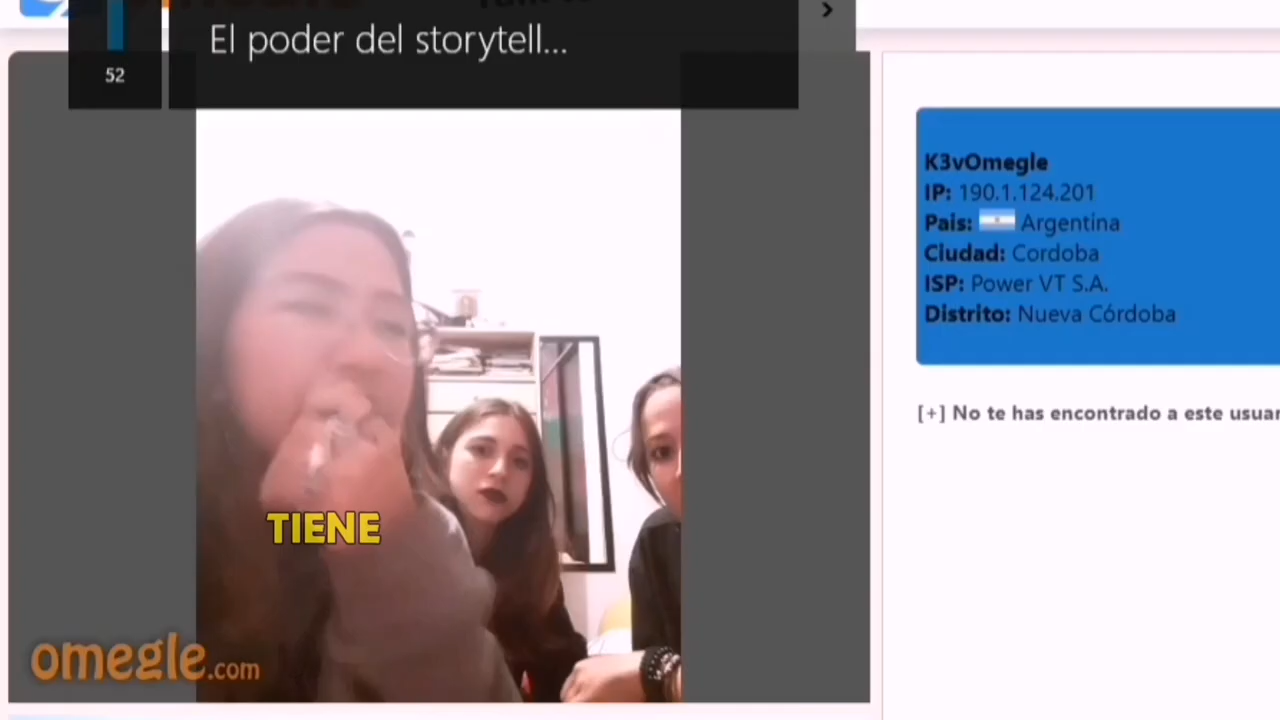 El poder del storytell...
52
K3vOmegle
IP: 190.1.124.201
Pais: Argentina
Ciudad: Cordoba
ISP: Power VT S.A.
Distrito: Nueva Córdoba
[+] No te has encontrado a este usuar
TIENE
omegle.com